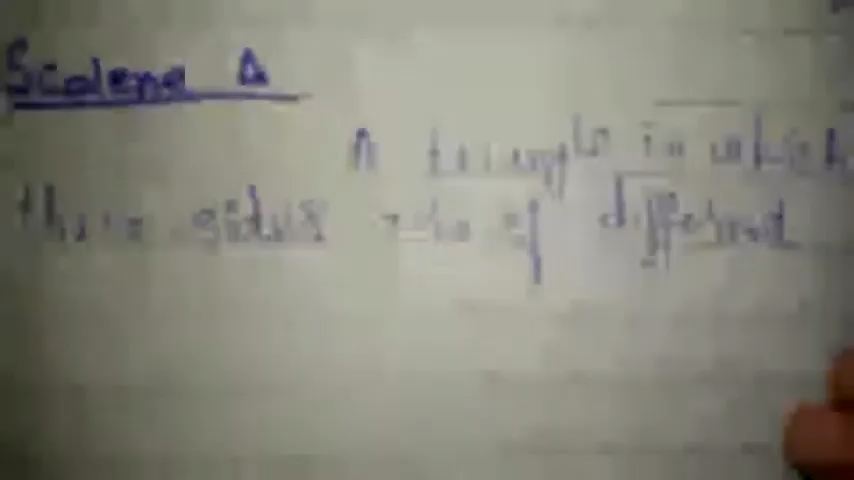 Scalene Δ
A triangle in which
three sides are of different